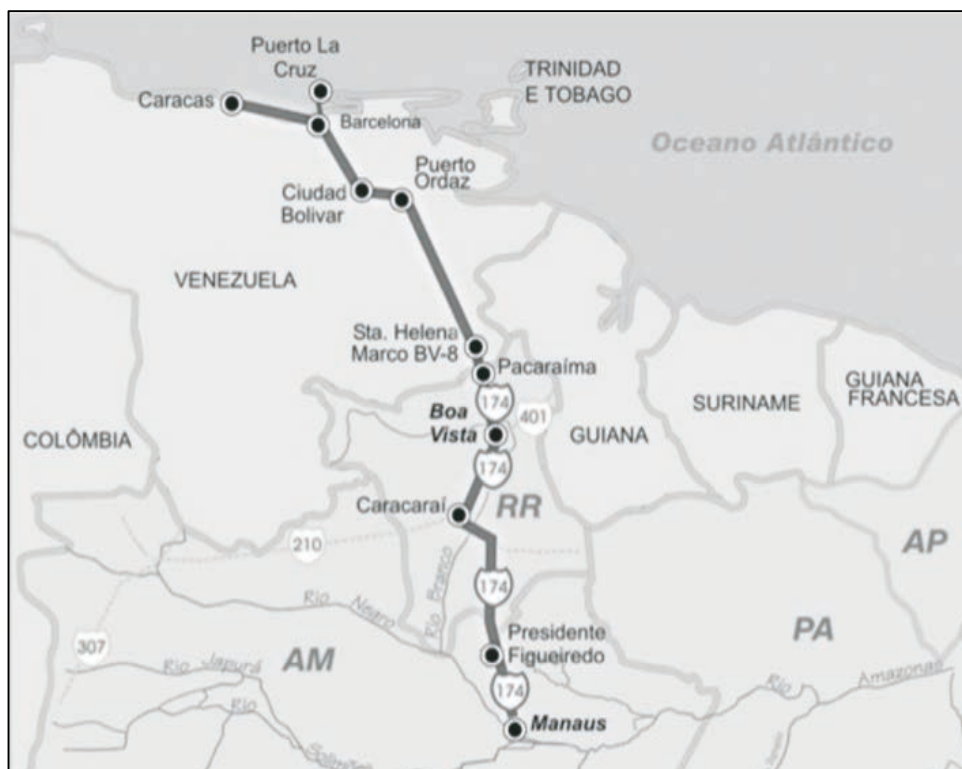 Puerto La
Cruz
TRINIDAD
E TOBAGO
Caracas
Barcelona
Oceano Atlântico
Puerto
Ordaz
Ciudad
Bolivar
VENEZUELA
Sta. Helena
Marco BV-8
Pacaraíma
174
401
Boa
Vista
GUIANA
SURINAME
GUIANA
FRANCESA
COLÔMBIA
174
Caracaraí
RR
210
AP
Rio Branco
174
Rio Negro
307
Rio Japurá
AM
Presidente
Figueiredo
PA
174
Rio
Amazonas
Rio
Manaus